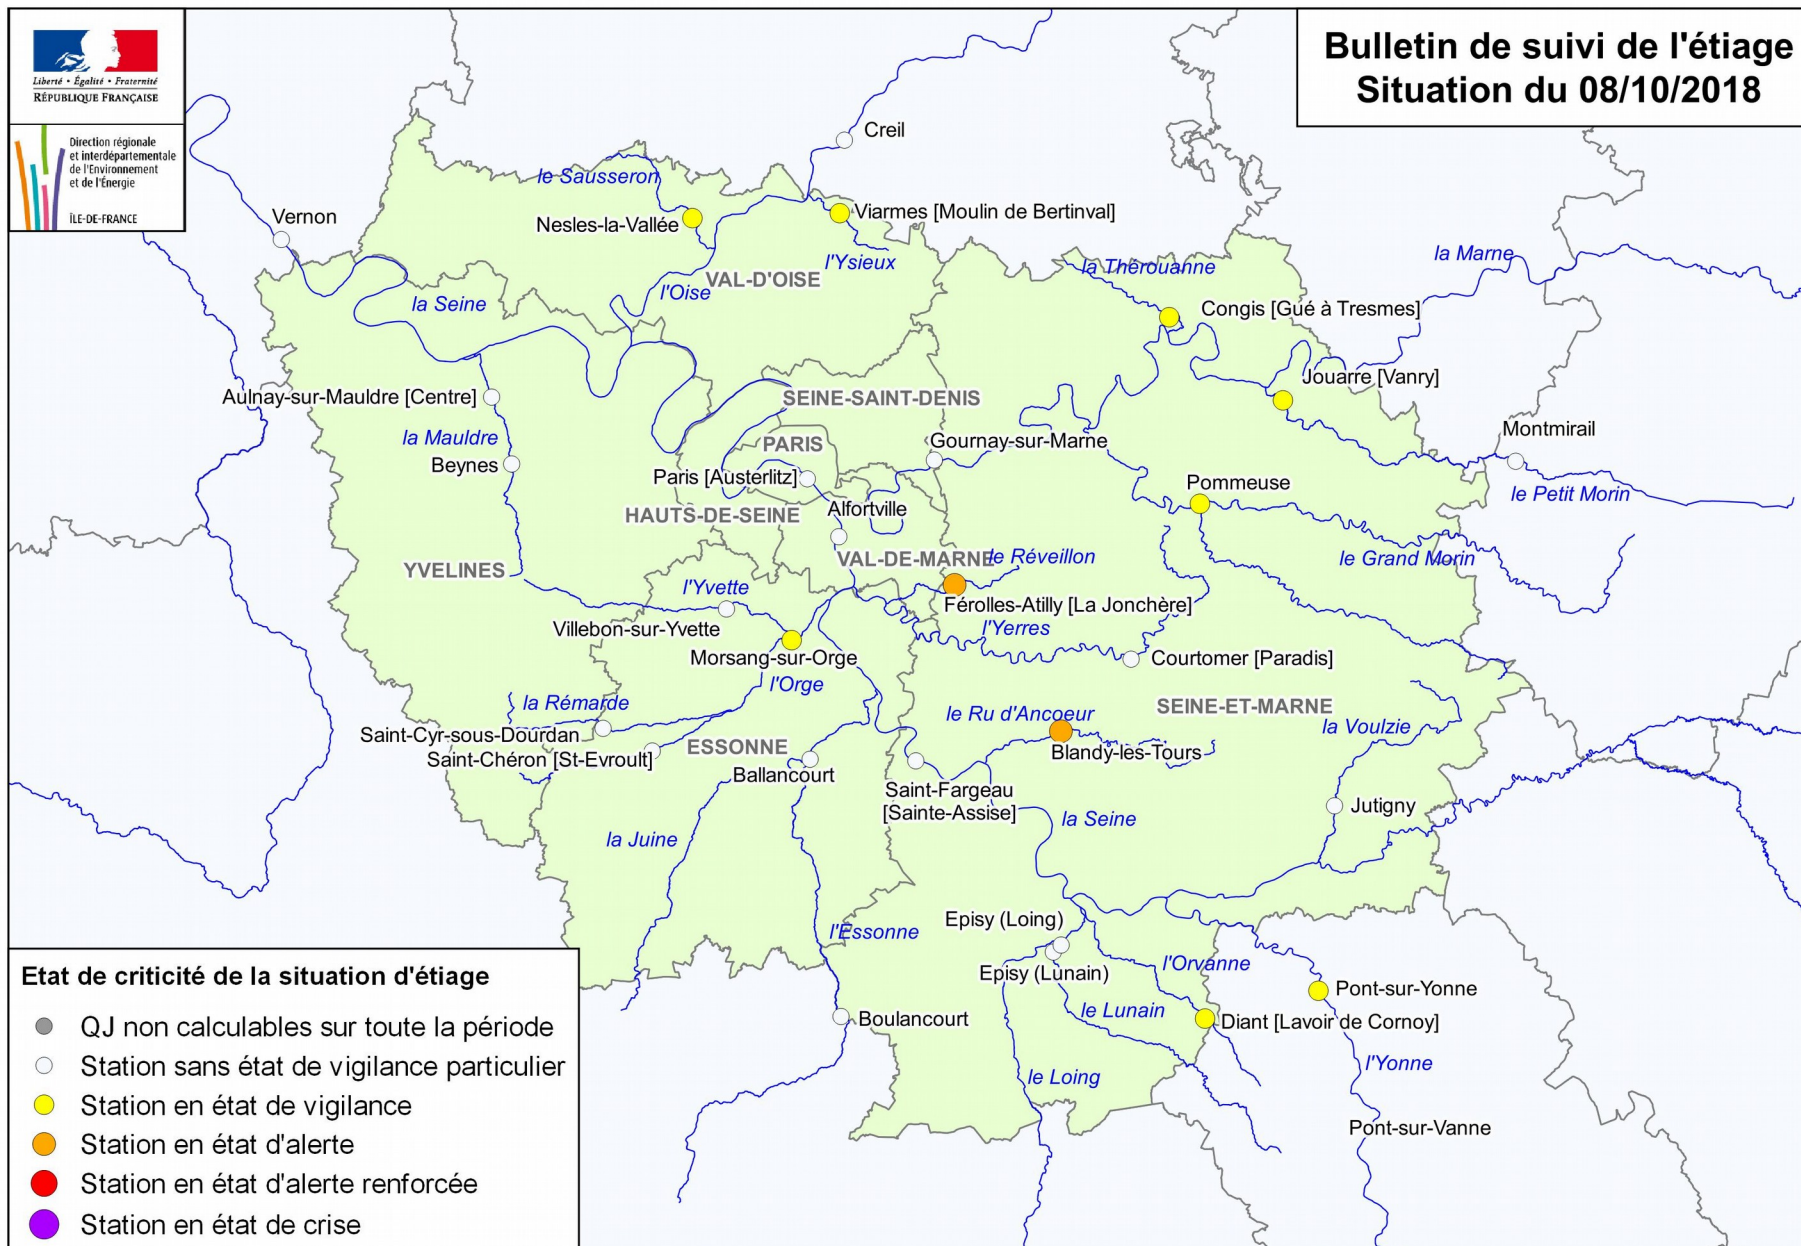 Liberté • Égalité • Fraternité
RÉPUBLIQUE FRANÇAISE
Direction régionale
et interdépartementale
de l'Environnement
et de l'Énergie
ÎLE-DE-FRANCE
Bulletin de suivi de l'étiage
Situation du 08/10/2018
Creil
le Sausseron
Vernon
Nesles-la-Vallée
Viarmes [Moulin de Bertinval]
l'Ysieux
la Marne
la Thérouanne
VAL-D'OISE
l'Oise
la Seine
Congis [Gué à Tresmes]
Jouarre [Vanry]
Aulnay-sur-Mauldre [Centre]
SEINE-SAINT-DENIS
la Mauldre
PARIS
Gournay-sur-Marne
Montmirail
Beynes
Paris [Austerlitz]
Pommeuse
le Petit Morin
HAUTS-DE-SEINE
Alfortville
VAL-DE-MARNE
le Réveillon
le Grand Morin
YVELINES
l'Yvette
Férolles-Atilly [La Jonchère]
Villebon-sur-Yvette
l'Yerres
Morsang-sur-Orge
Courtomer [Paradis]
l'Orge
la Rémarde
le Ru d'Ancoeur
SEINE-ET-MARNE
la Voulzie
Saint-Cyr-sous-Dourdan
Saint-Chéron [St-Evroult]
ESSONNE
Blandy-les-Tours
Ballancourt
Saint-Fargeau
[Sainte-Assise]
Jutigny
la Seine
la Juine
Episy (Loing)
l'Essonne
Episy (Lunain)
l'Orvanne
Pont-sur-Yonne
le Lunain
Diant [Lavoir de Cornoy]
Boulancourt
l'Yonne
le Loing
Pont-sur-Vanne
Etat de criticité de la situation d'étiage
QJ non calculables sur toute la période
Station sans état de vigilance particulier
Station en état de vigilance
Station en état d'alerte
Station en état d'alerte renforcée
Station en état de crise